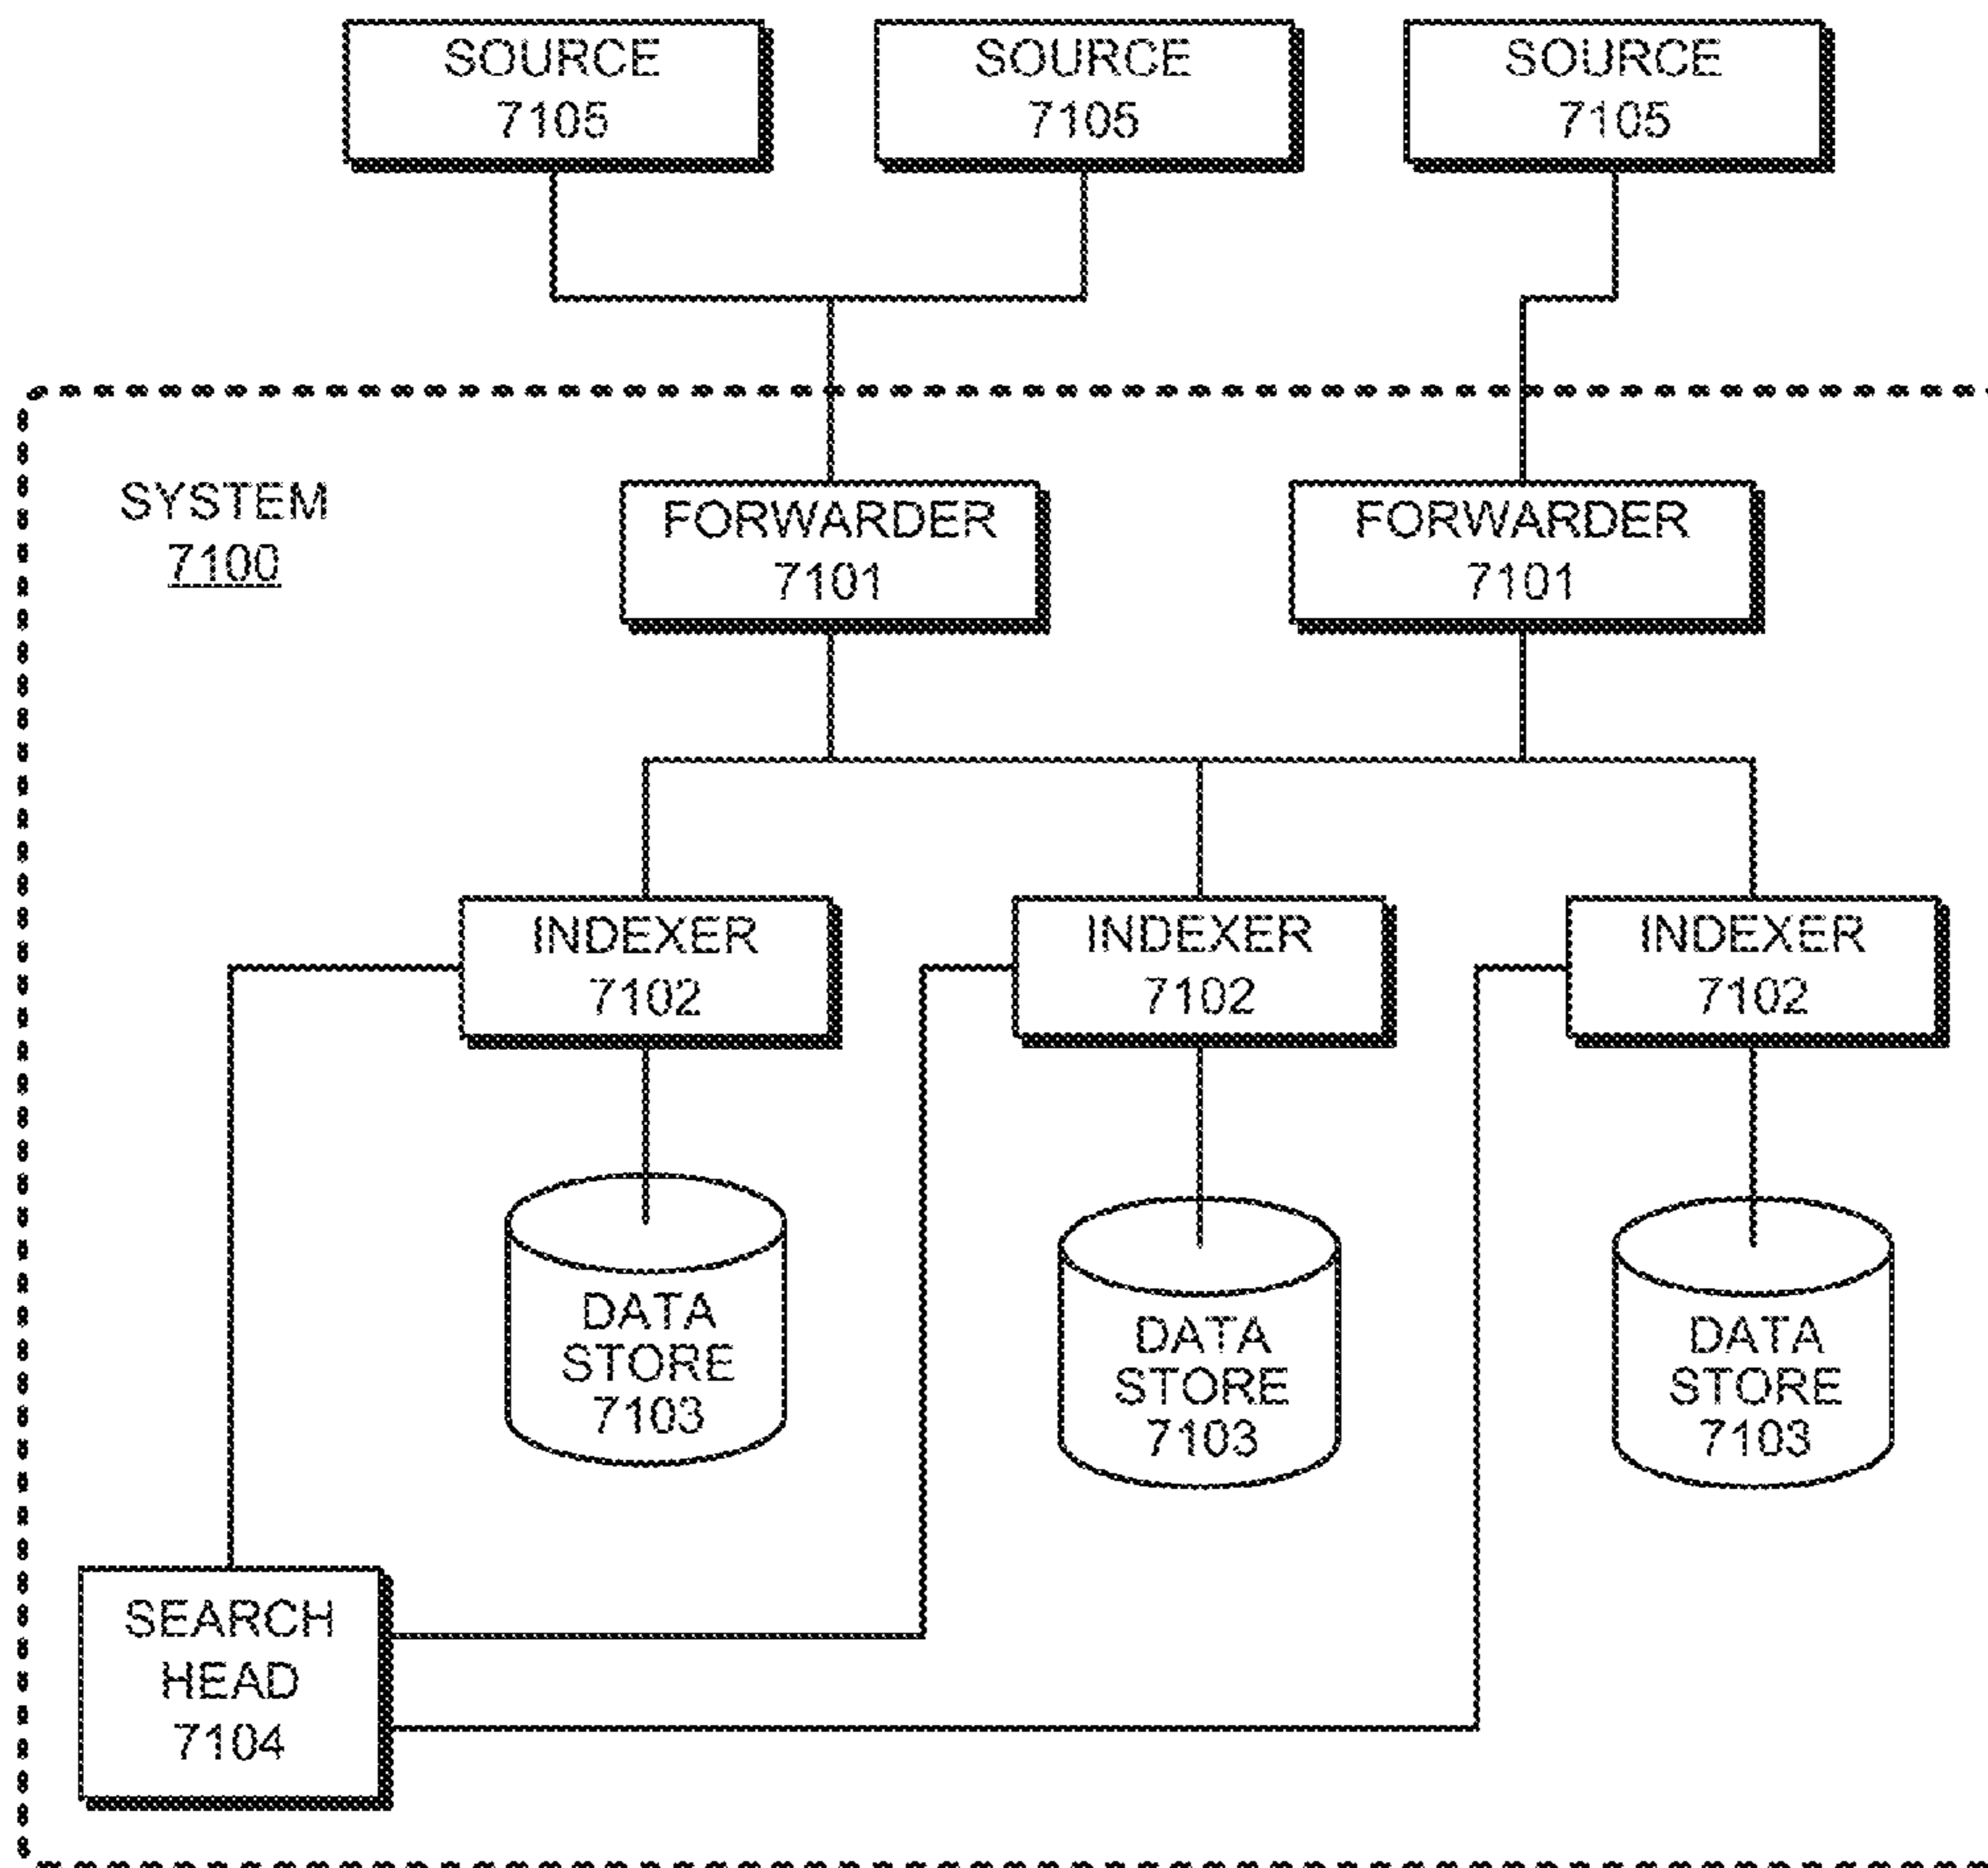 SOURCE
7105
SOURCE
7105
SOURCE
7105
SYSTEM
7100
FORWARDER
7101
FORWARDER
7101
INDEXER
7102
INDEXER
7102
INDEXER
7102
DATA
STORE
7103
DATA
STORE
7103
DATA
STORE
7103
SEARCH
HEAD
7104